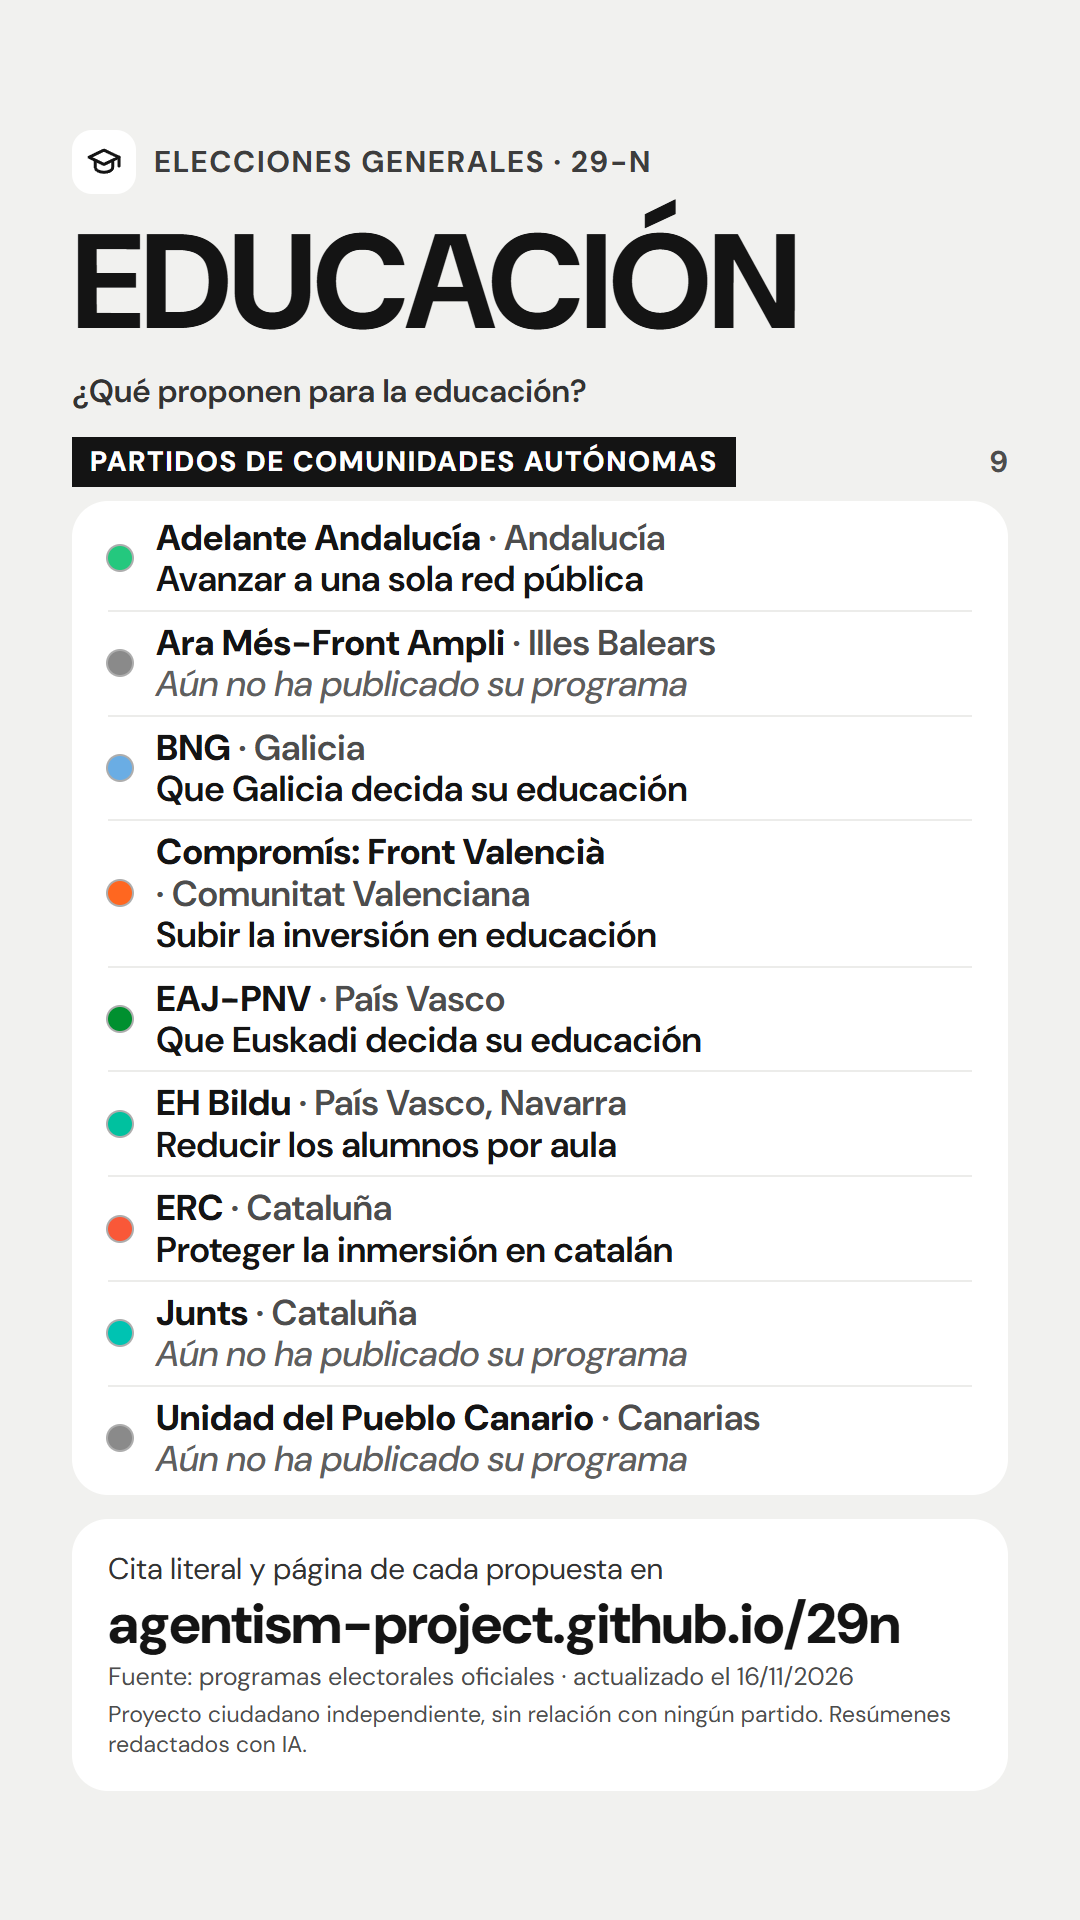 ELECCIONES GENERALES · 29-N
EDUCACIÓN
¿Qué proponen para la educación?
PARTIDOS DE COMUNIDADES AUTÓNOMAS
9
Adelante Andalucía · Andalucía
Avanzar a una sola red pública
Ara Més-Front Ampli · Illes Balears
Aún no ha publicado su programa
BNG · Galicia
Que Galicia decida su educación
Compromís: Front Valencià
· Comunitat Valenciana
Subir la inversión en educación
EAJ-PNV · País Vasco
Que Euskadi decida su educación
EH Bildu · País Vasco, Navarra
Reducir los alumnos por aula
ERC · Cataluña
Proteger la inmersión en catalán
Junts · Cataluña
Aún no ha publicado su programa
Unidad del Pueblo Canario · Canarias
Aún no ha publicado su programa
Cita literal y página de cada propuesta en
agentism-project.github.io/29n
Fuente: programas electorales oficiales · actualizado el 16/11/2026
Proyecto ciudadano independiente, sin relación con ningún partido. Resúmenes
redactados con IA.